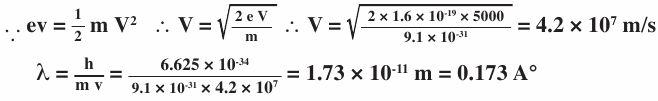 ∵ ev = 1/2 m V² ∴ V = √(2 e V / m) ∴ V = √(2 × 1.6 × 10⁻¹⁹ × 5000 / 9.1 × 10⁻³¹) = 4.2 × 10⁷ m/s
λ = h / m v = 6.625 × 10⁻³⁴ / 9.1 × 10⁻³¹ × 4.2 × 10⁷ = 1.73 × 10⁻¹¹ m = 0.173 A°